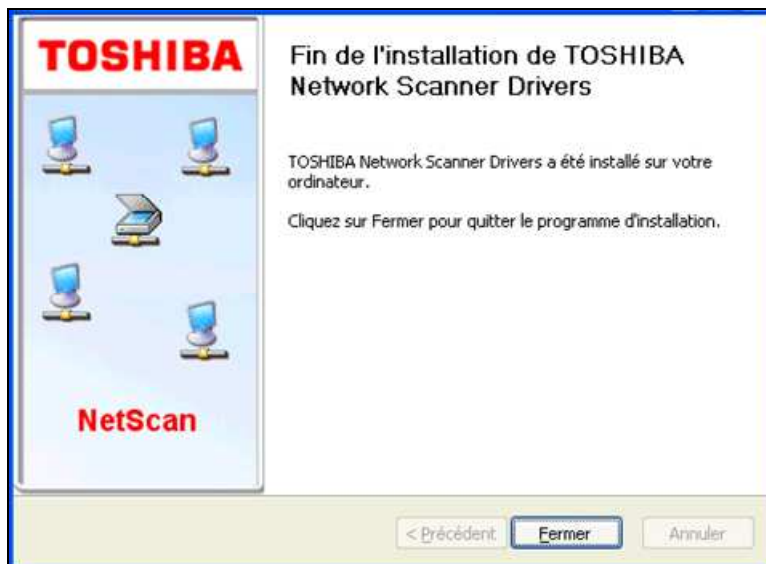 TOSHIBA
NetScan
Fin de l'installation de TOSHIBA
Network Scanner Drivers
TOSHIBA Network Scanner Drivers a été installé sur votre
ordinateur.
Cliquez sur Fermer pour quitter le programme d'installation.
< Précédent
Fermer
Annuler